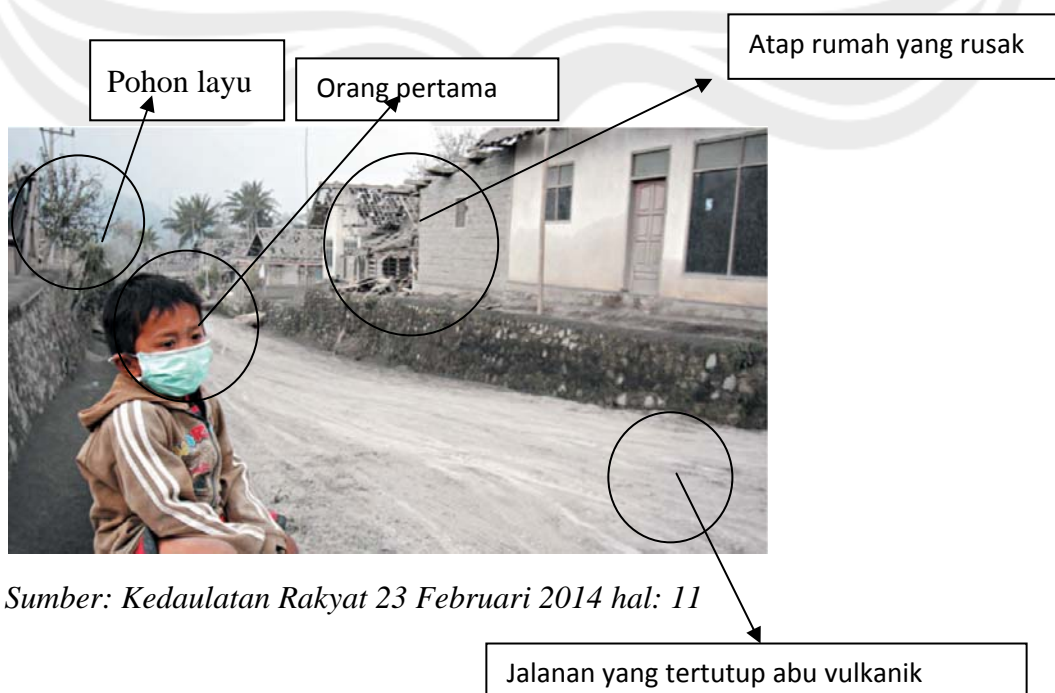 Atap rumah yang rusak
Pohon layu
Orang pertama
Sumber: Kedaulatan Rakyat 23 Februari 2014 hal: 11
Jalanan yang tertutup abu vulkanik